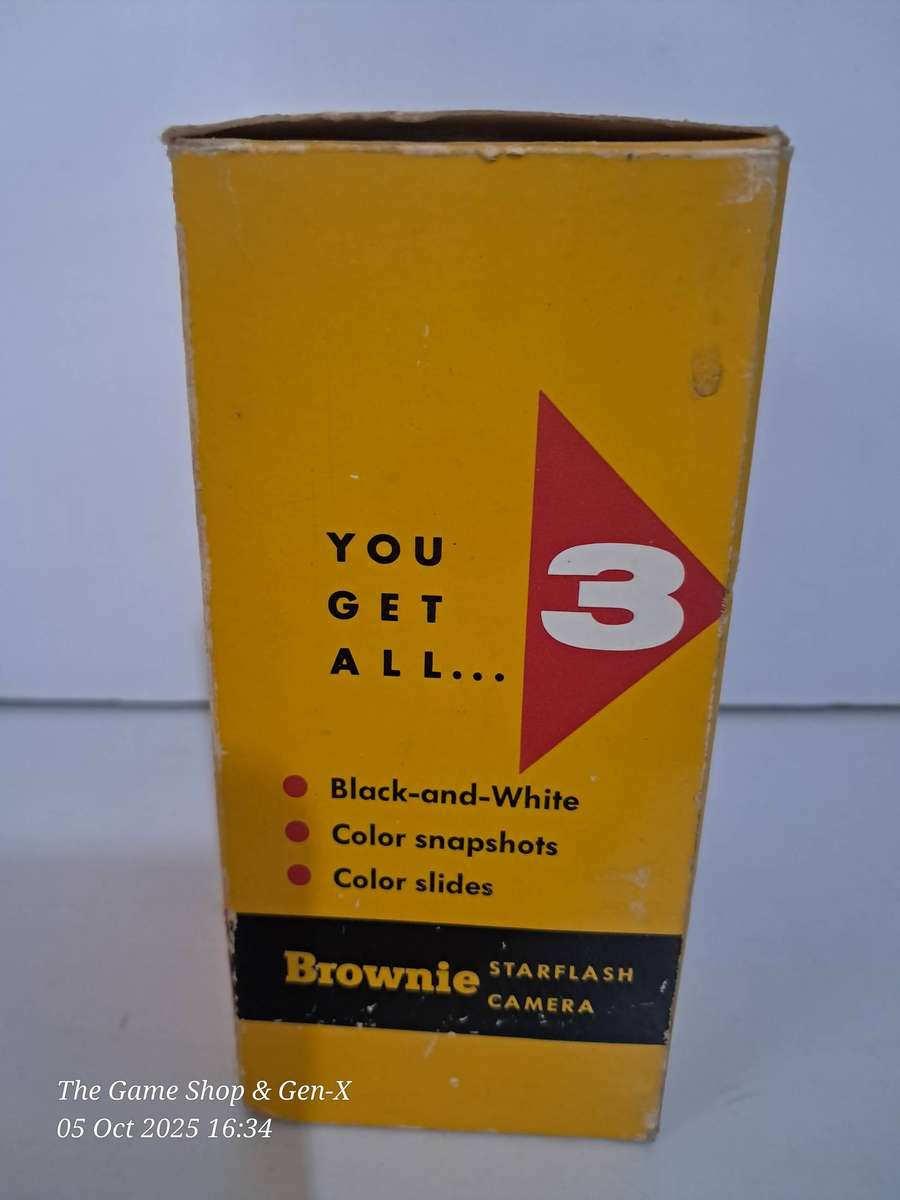 YOU
GET
ALL...
3
Black-and-White
Color snapshots
Color slides
Brownie STARFLASH
CAMERA
The Game Shop & Gen-X
05 Oct 2025 16:34